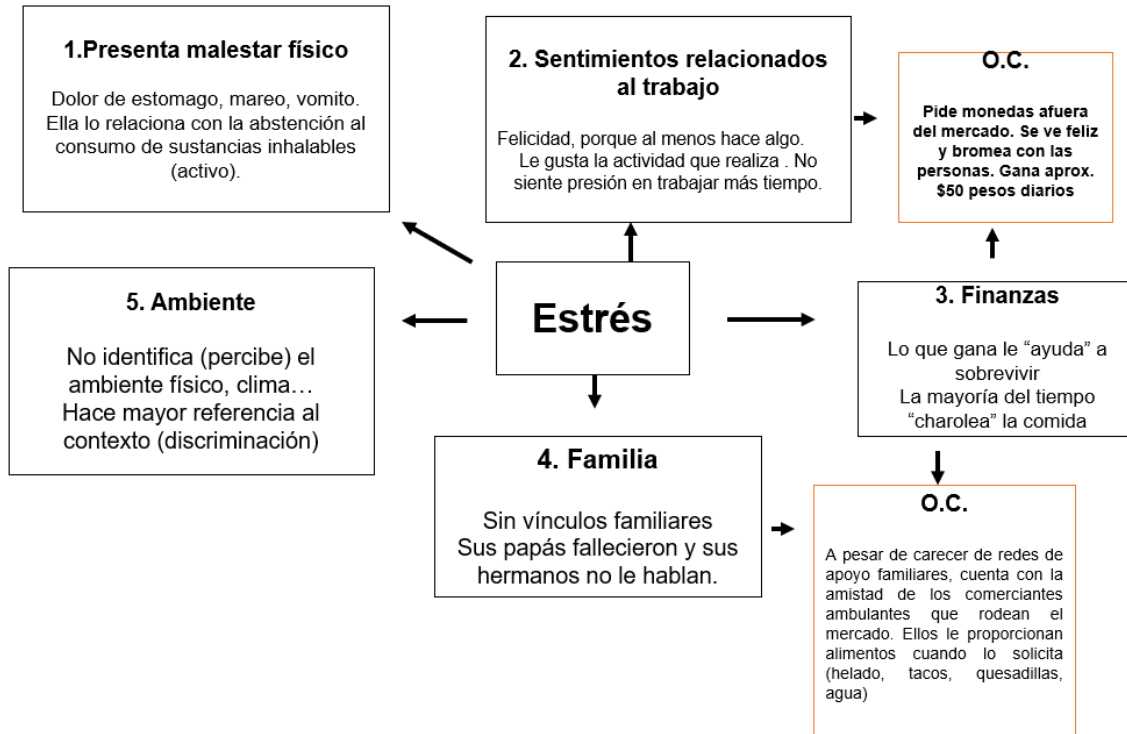 1.Presenta malestar físico
Dolor de estomago, mareo, vomito.
Ella lo relaciona con la abstención al
consumo de sustancias inhalables
(activo).
2. Sentimientos relacionados
al trabajo
Felicidad, porque al menos hace algo.
Le gusta la actividad que realiza . No
siente presión en trabajar más tiempo.
O.C.
Pide monedas afuera
del mercado. Se ve feliz
y bromea con las
personas. Gana aprox.
$50 pesos diarios
5. Ambiente
No identifica (percibe) el
ambiente físico, clima…
Hace mayor referencia al
contexto (discriminación)
Estrés
3. Finanzas
Lo que gana le “ayuda” a
sobrevivir
La mayoría del tiempo
“charolea” la comida
4. Familia
Sin vínculos familiares
Sus papás fallecieron y sus
hermanos no le hablan.
O.C.
A pesar de carecer de redes de
apoyo familiares, cuenta con la
amistad de los comerciantes
ambulantes que rodean el
mercado. Ellos le proporcionan
alimentos cuando lo solicita
(helado, tacos, quesadillas,
agua)